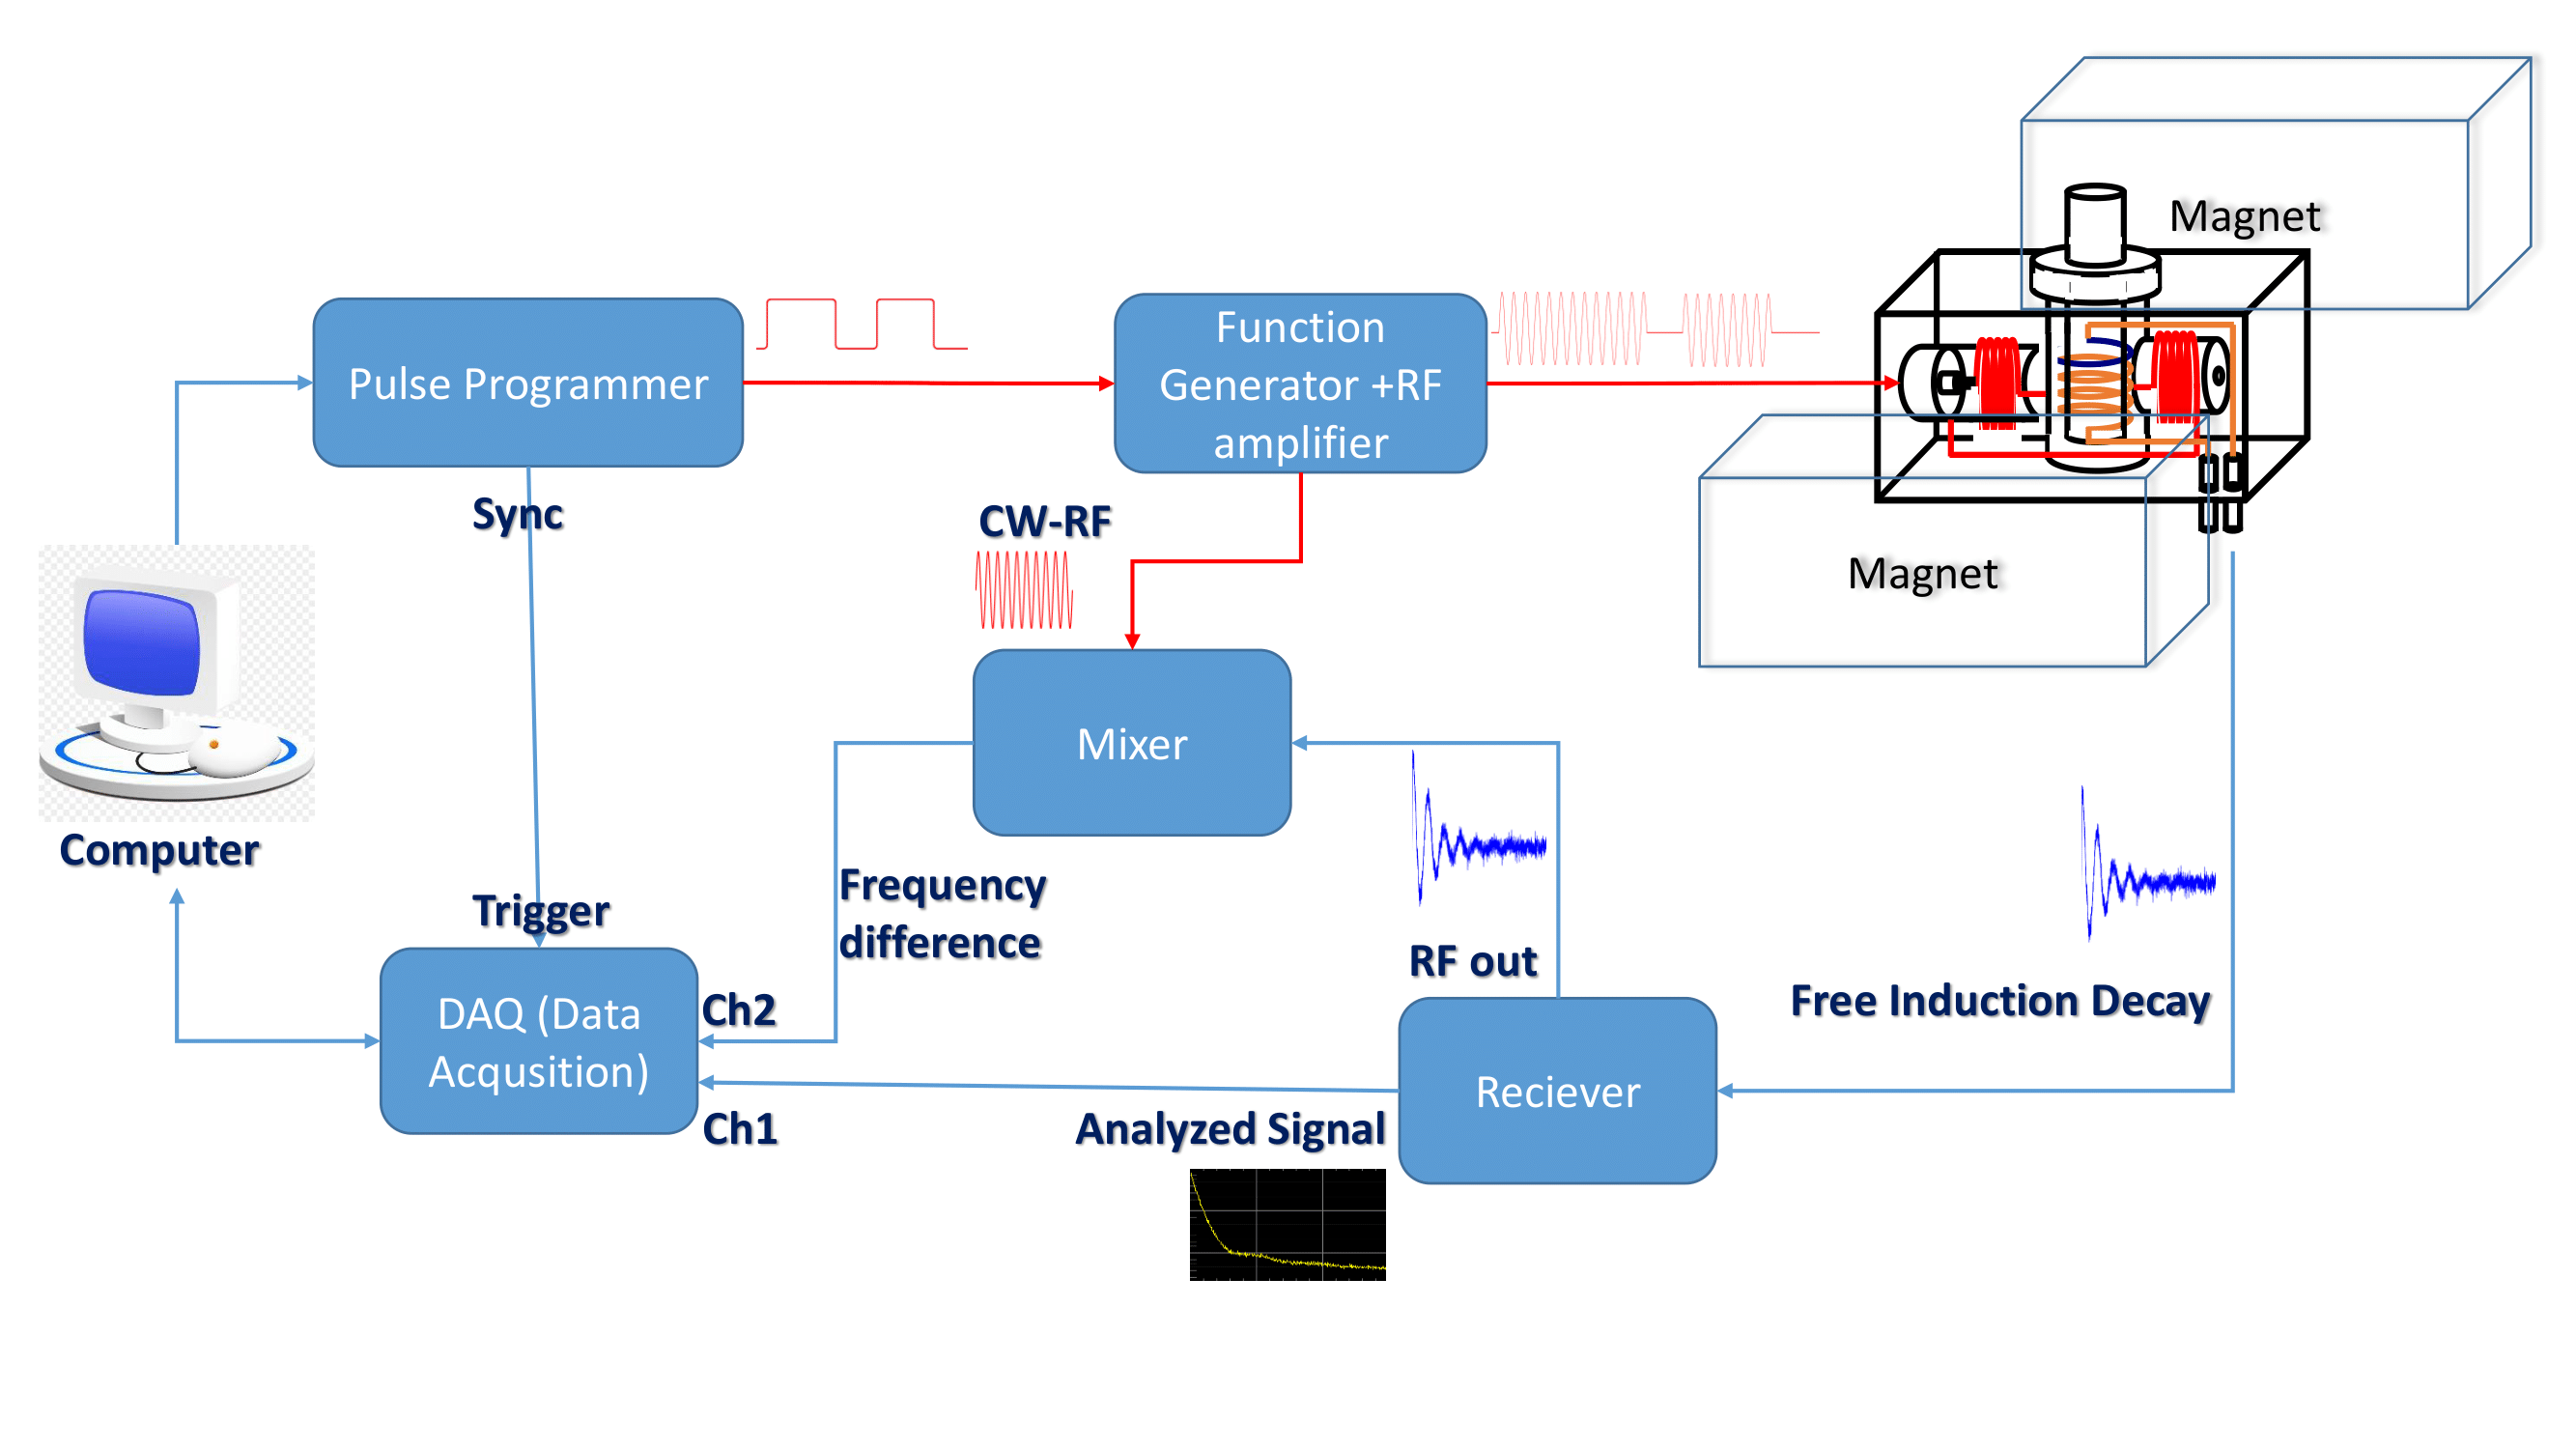 Magnet
Pulse Programmer
Function
Generator +RF
amplifier
Sync
CW-RF
Magnet
Mixer
Computer
Trigger
Frequency
difference
RF out
Free Induction Decay
DAQ (Data
Acqusition)
Ch2
Ch1
Reciever
Analyzed Signal